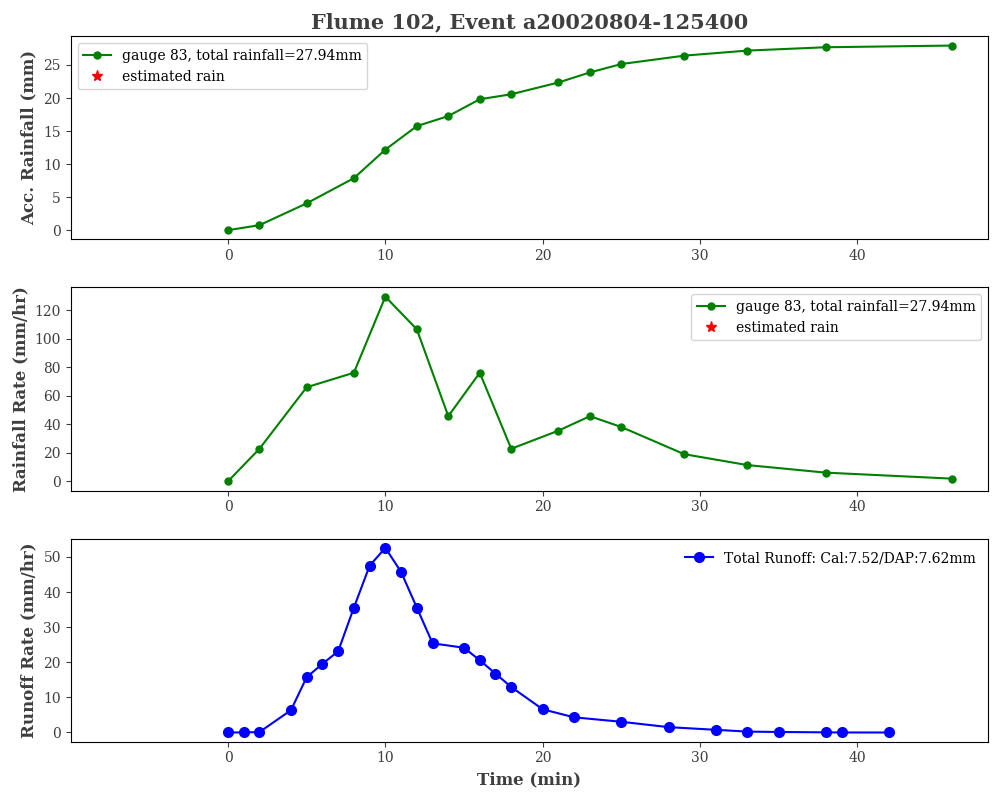 Flume 102, Event a20020804-125400
Acc. Rainfall (mm)
25
20
15
10
5
0
gauge 83, total rainfall=27.94mm
estimated rain
0 10 20 30 40
Rainfall Rate (mm/hr)
120
100
80
60
40
20
0
gauge 83, total rainfall=27.94mm
estimated rain
0 10 20 30 40
Runoff Rate (mm/hr)
50
40
30
20
10
0
Total Runoff: Cal:7.52/DAP:7.62mm
0 10 20 30 40
Time (min)